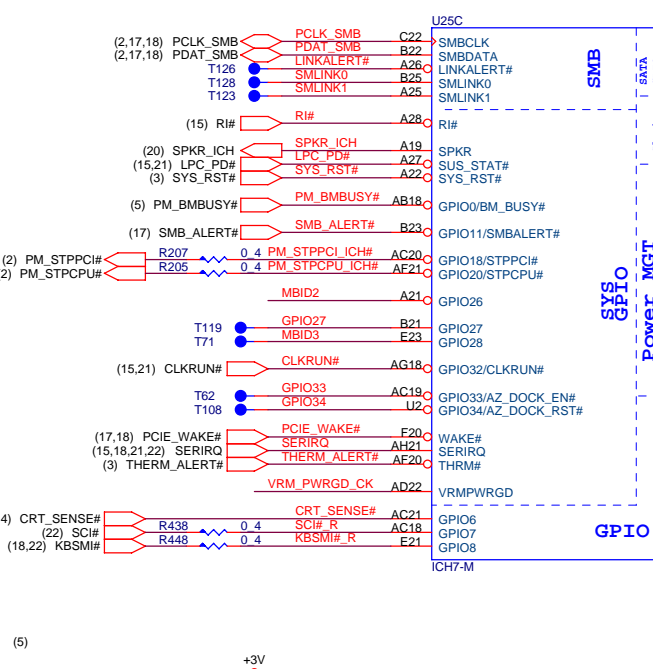 U25C
(2,17,18) PCLK_SMB PCLK_SMB C22 SMBCLK
(2,17,18) PDAT_SMB PDAT_SMB B22 SMBDATA
T126 LINKALERT# A26 LINKALERT#
T128 SMLINK0 B25 SMLINK0
T123 SMLINK1 A25 SMLINK1
SMB
SATA
(15) RI# RI# A28 RI#
(20) SPKR_ICH SPKR_ICH A19 SPKR
(15,21) LPC_PD# LPC_PD# A27 SUS_STAT#
(3) SYS_RST# SYS_RST# A22 SYS_RST#
(5) PM_BMBUSY# PM_BMBUSY# AB18 GPIO0/BM_BUSY#
(17) SMB_ALERT# SMB_ALERT# B23 GPIO11/SMBALERT#
(2) PM_STPPCI# R207 0_4 PM_STPPCI_ICH# AC20 GPIO18/STPPCI#
2) PM_STPCPU# R205 0_4 PM_STPCPU_ICH# AF21 GPIO20/STPCPU#
MBID2 A21 GPIO26
SYS
GPIO
Power MGT
T119 GPIO27 B21 GPIO27
T71 MBID3 E23 GPIO28
(15,21) CLKRUN# CLKRUN# AG18 GPIO32/CLKRUN#
T62 GPIO33 AC19 GPIO33/AZ_DOCK_EN#
T108 GPIO34 U2 GPIO34/AZ_DOCK_RST#
(17,18) PCIE_WAKE# PCIE_WAKE# F20 WAKE#
(15,18,21,22) SERIRQ SERIRQ AH21 SERIRQ
(3) THERM_ALERT# THERM_ALERT# AF20 THRM#
VRM_PWRGD_CK AD22 VRMPWRGD
4) CRT_SENSE# CRT_SENSE# AC21 GPIO6
(22) SCI# R438 0_4 SCI#_R AC18 GPIO7
(18,22) KBSMI# R448 0_4 KBSMI#_R E21 GPIO8
GPIO
ICH7-M
(5)
+3V